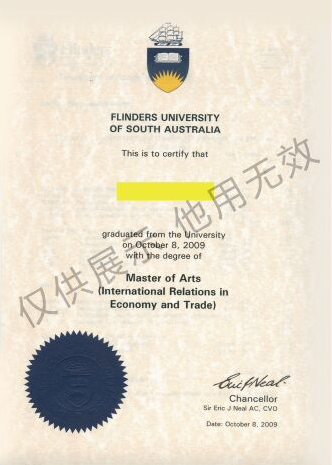 FLINDERS UNIVERSITY
OF SOUTH AUSTRALIA
This is to certify that
graduated from the University
on October 8, 2009
with the degree of
Master of Arts
(International Relations in
Economy and Trade)
仅供展示 他用无效
Eric J Neal
Chancellor
Sir Eric J Neal AC, CVO
Date: October 8, 2009